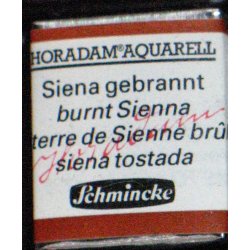 HORADAM®AQUARELL
Siena gebrannt
burnt Sienna
terre de Sienne brû
siena tostada
Schmincke